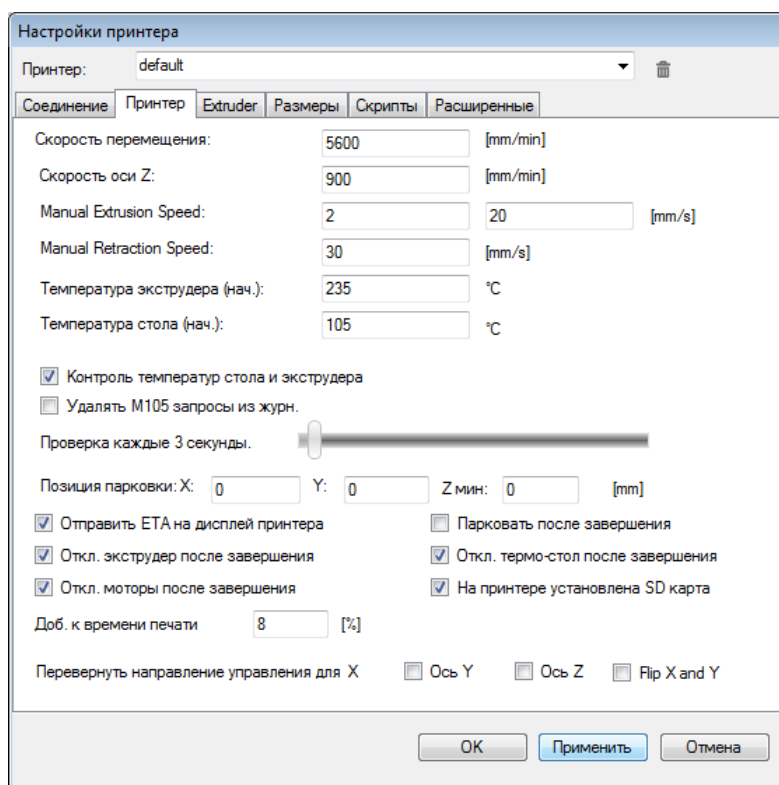 Настройки принтера
Принтер: default
Соединение Принтер Extruder Размеры Скрипты Расширенные
Скорость перемещения: 5600 [mm/min]
Скорость оси Z: 900 [mm/min]
Manual Extrusion Speed: 2 20 [mm/s]
Manual Retraction Speed: 30 [mm/s]
Температура экструдера (нач.): 235 °C
Температура стола (нач.): 105 °C
Контроль температур стола и экструдера
Удалять M105 запросы из журн.
Проверка каждые 3 секунды.
Позиция парковки: X: 0 Y: 0 Z мин: 0 [mm]
Отправить ETA на дисплей принтера Парковать после завершения
Откл. экструдер после завершения Откл. термо-стол после завершения
Откл. моторы после завершения На принтере установлена SD карта
Доб. к времени печати 8 [%]
Перевернуть направление управления для X Ось Y Ось Z Flip X and Y
OK Применить Отмена